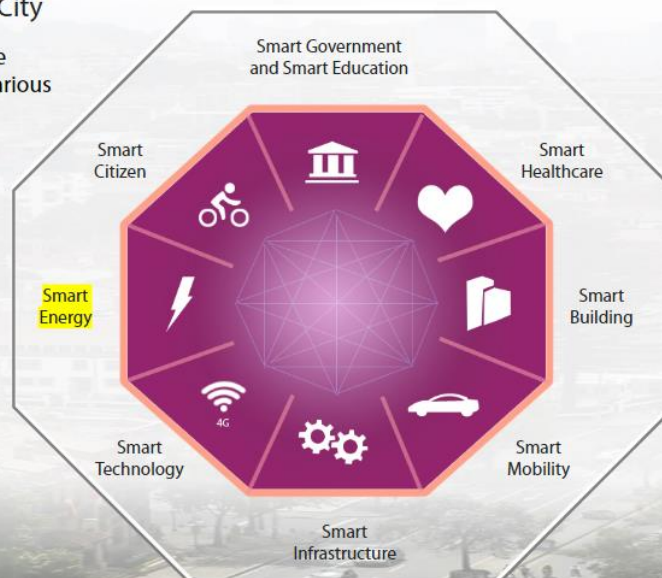 City
Smart Government
and Smart Education
Smart
Citizen
Smart
Healthcare
Smart
Energy
Smart
Building
4G
Smart
Technology
Smart
Mobility
Smart
Infrastructure